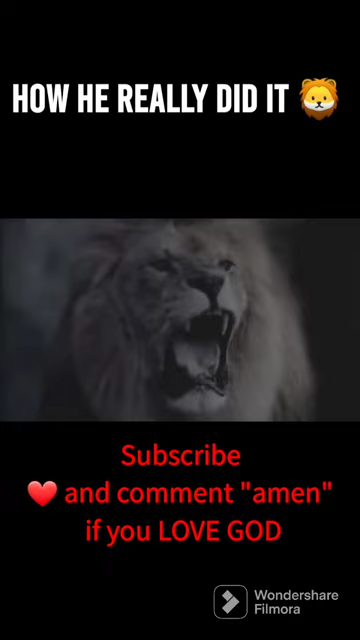 HOW HE REALLY DID IT 🦁
Subscribe
❤️ and comment "amen"
if you LOVE GOD
Wondershare
Filmora